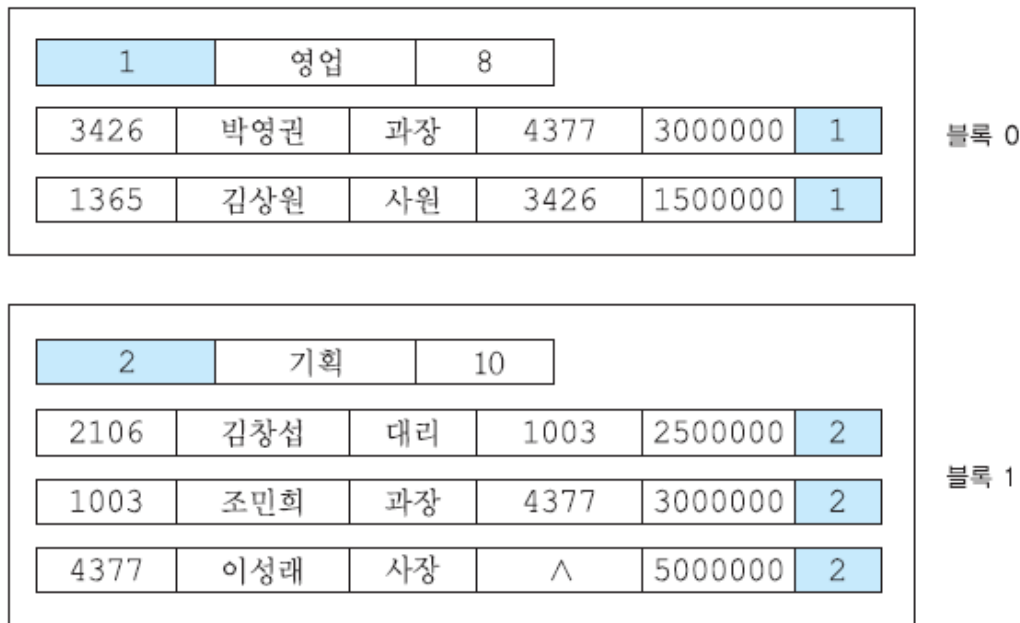 1 영업 8
3426 박영권 과장 4377 3000000 1
블록 0
1365 김상원 사원 3426 1500000 1
2 기획 10
2106 김창섭 대리 1003 2500000 2
블록 1
1003 조민희 과장 4377 3000000 2
4377 이성래 사장 ∧ 5000000 2